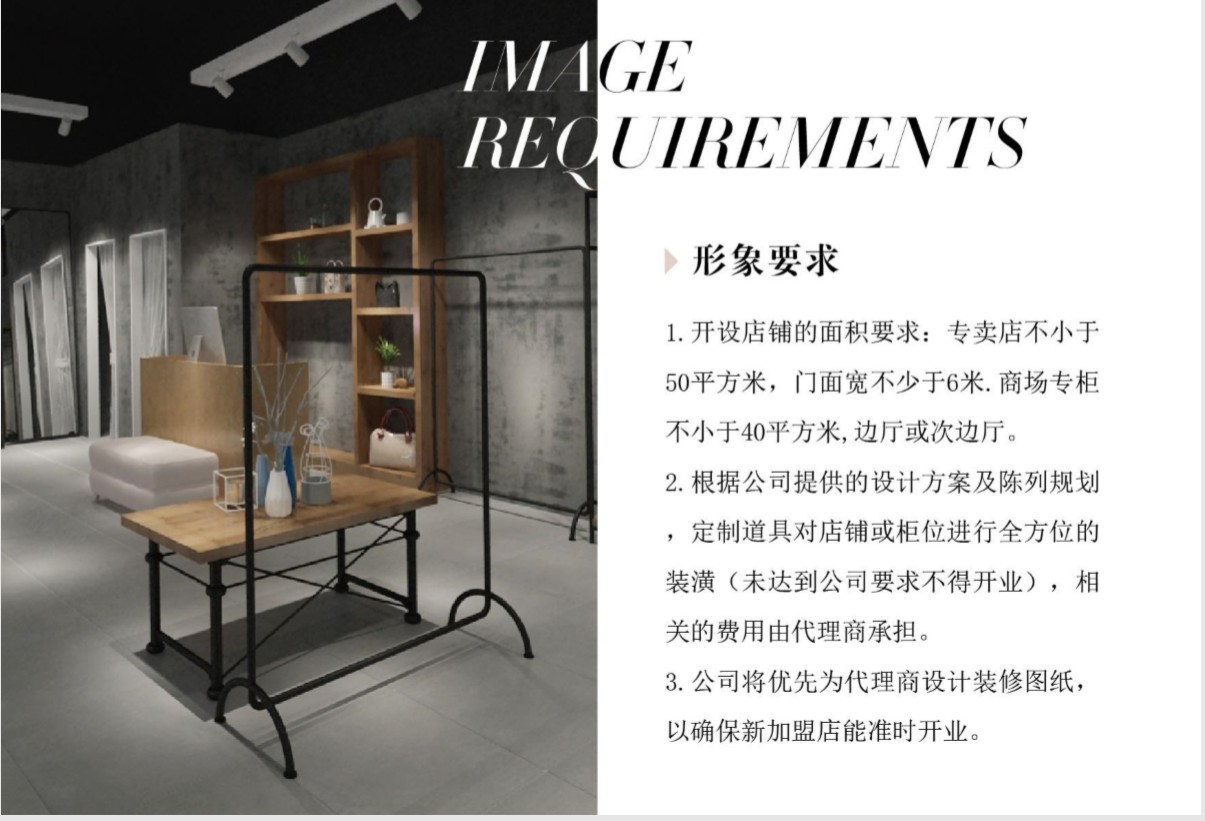 IMAGE
REQUIREMENTS
形象要求
1.开设店铺的面积要求：专卖店不小于
50平方米，门面宽不少于6米.商场专柜
不小于40平方米,边厅或次边厅。
2.根据公司提供的设计方案及陈列规划
，定制道具对店铺或柜位进行全方位的
装潢（未达到公司要求不得开业），相
关的费用由代理商承担。
3.公司将优先为代理商设计装修图纸，
以确保新加盟店能准时开业。